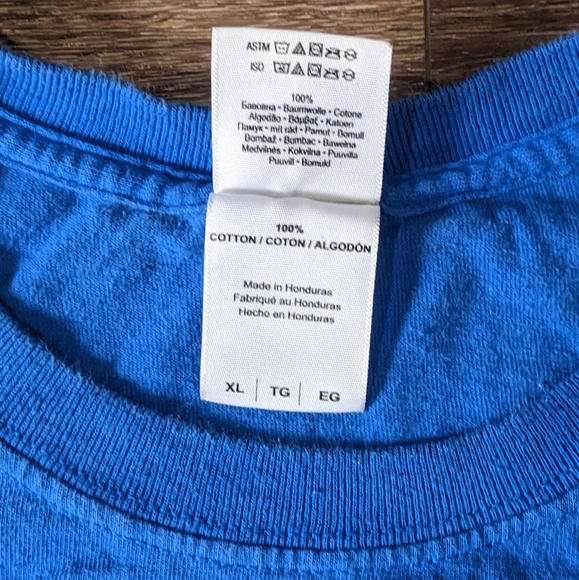 ASTM
ISO
100%
Бавовна • Baumwolle • Cotone
Algodão • Βάμβαξ • Katoen
Памук • mit rád • Pamut • Bomull
Bombaž • Bumbac • Bawełna
Medvilnės • Kokvilna • Puuvilla
Puuvill • Bomuld
100%
COTTON / COTON / ALGODÓN
Made in Honduras
Fabriqué au Honduras
Hecho en Honduras
XL | TG | EG